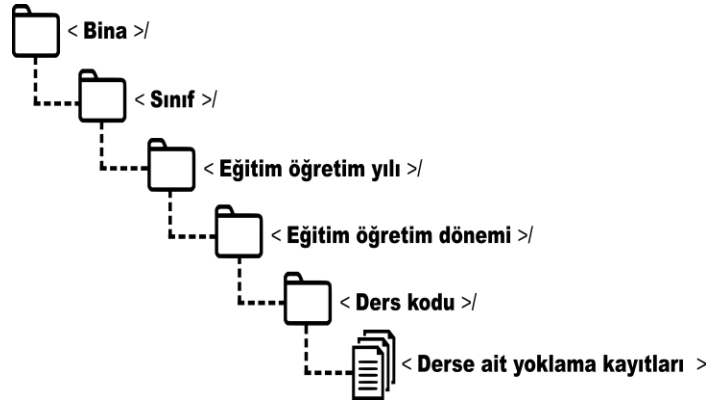 < Bina >/
< Sınıf >/
< Eğitim öğretim yılı >/
< Eğitim öğretim dönemi >/
< Ders kodu >/
< Derse ait yoklama kayıtları >